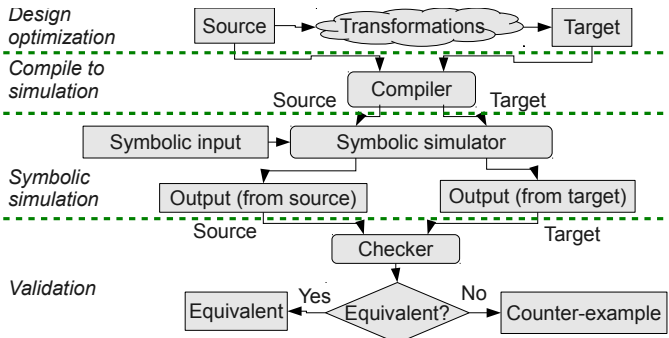 Design
optimization
Source
Transformations
Target
Compile to
simulation
Compiler
Source
Target
Symbolic input
Symbolic simulator
Symbolic
simulation
Output (from source)
Output (from target)
Source
Target
Checker
Validation
Equivalent
Yes
Equivalent?
No
Counter-example